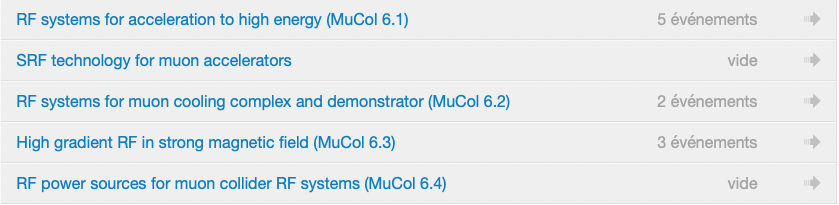 RF systems for acceleration to high energy (MuCol 6.1) 5 événements
SRF technology for muon accelerators vide
RF systems for muon cooling complex and demonstrator (MuCol 6.2) 2 événements
High gradient RF in strong magnetic field (MuCol 6.3) 3 événements
RF power sources for muon collider RF systems (MuCol 6.4) vide